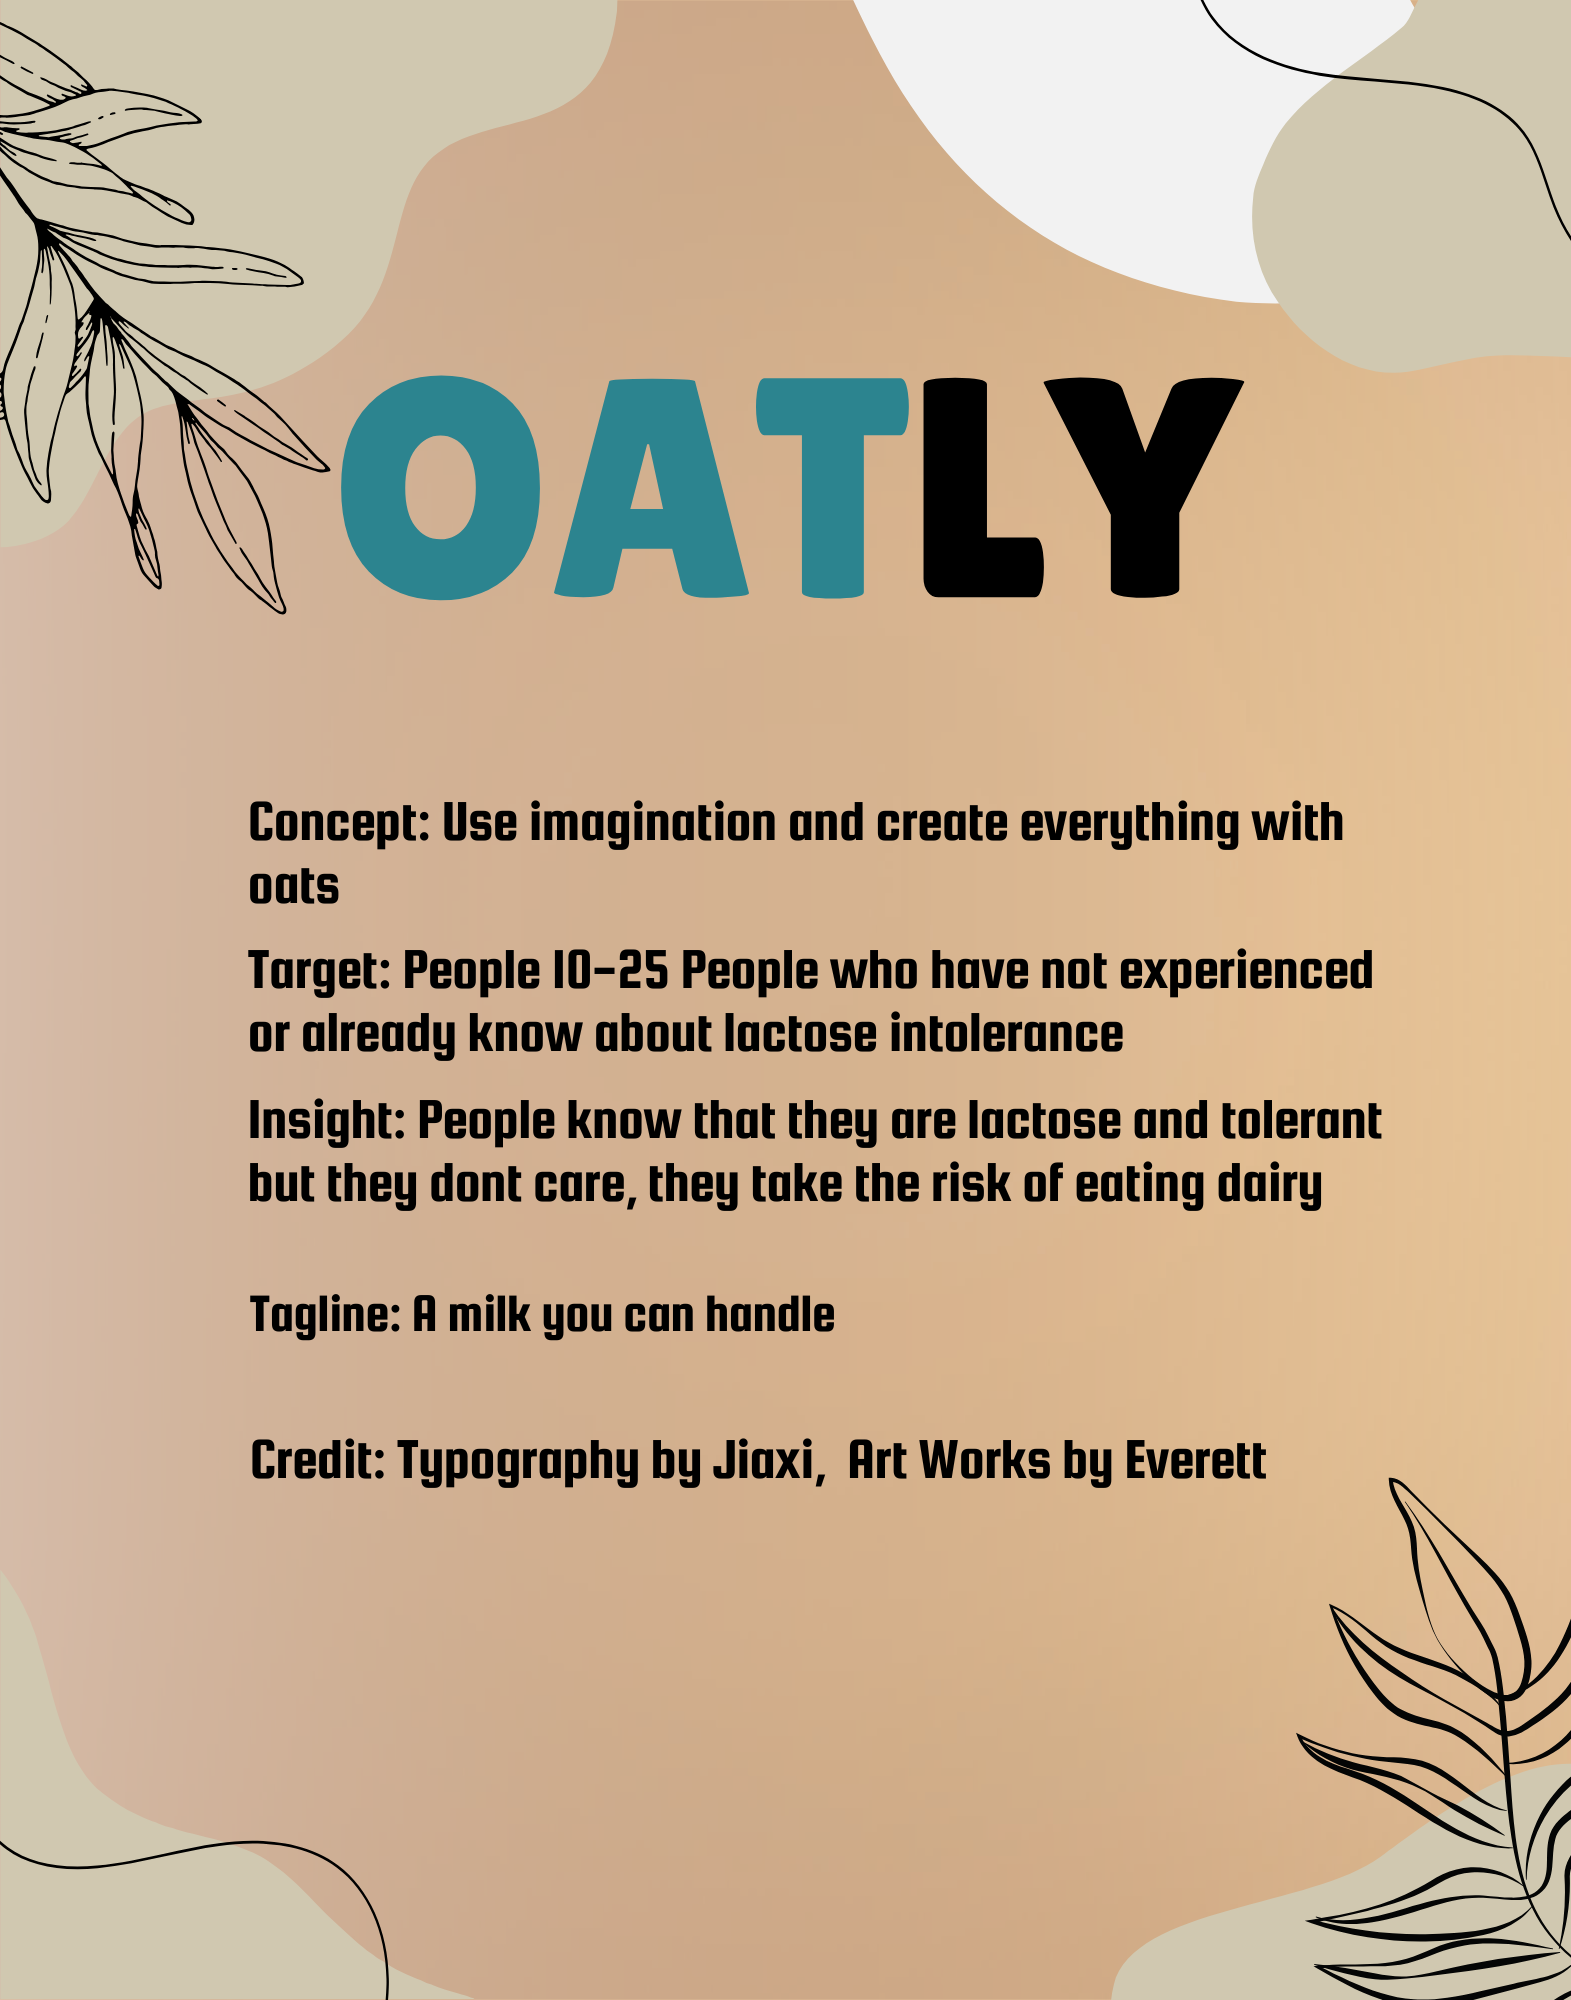 OATLY
Concept: Use imagination and create everything with
oats
Target: People 10-25 People who have not experienced
or already know about lactose intolerance
Insight: People know that they are lactose and tolerant
but they dont care, they take the risk of eating dairy
Tagline: A milk you can handle
Credit: Typography by Jiaxi, Art Works by Everett